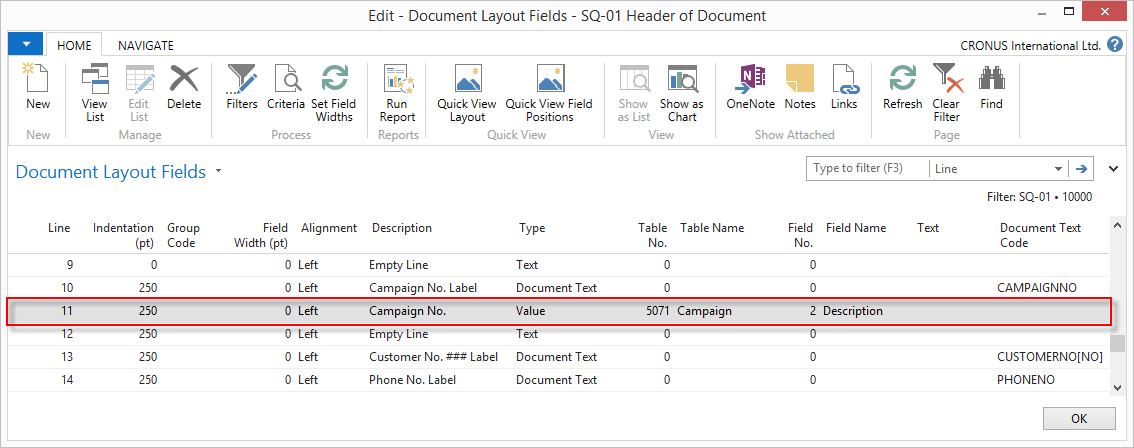 Edit - Document Layout Fields - SQ-01 Header of Document
HOME NAVIGATE CRONUS International Ltd.
New View List Edit List Delete Filters Criteria Set Field Widths Run Report Quick View Layout Quick View Field Positions Show as List Show as Chart OneNote Notes Links Refresh Clear Filter Find
New Manage Process Reports Quick View View Show Attached Page
Document Layout Fields Type to filter (F3) Line
Filter: SQ-01 • 10000
Line Indentation (pt) Group Code Field Width (pt) Alignment Description Type Table No. Table Name Field No. Field Name Text Document Text Code
9 0 0 Left Empty Line Text 0 0
10 250 0 Left Campaign No. Label Document Text 0 0 CAMPAIGNNO
11 250 0 Left Campaign No. Value 5071 Campaign 2 Description
12 250 0 Left Empty Line Text 0 0
13 250 0 Left Customer No. ### Label Document Text 0 0 CUSTOMERNO[NO]
14 250 0 Left Phone No. Label Document Text 0 0 PHONENO
OK